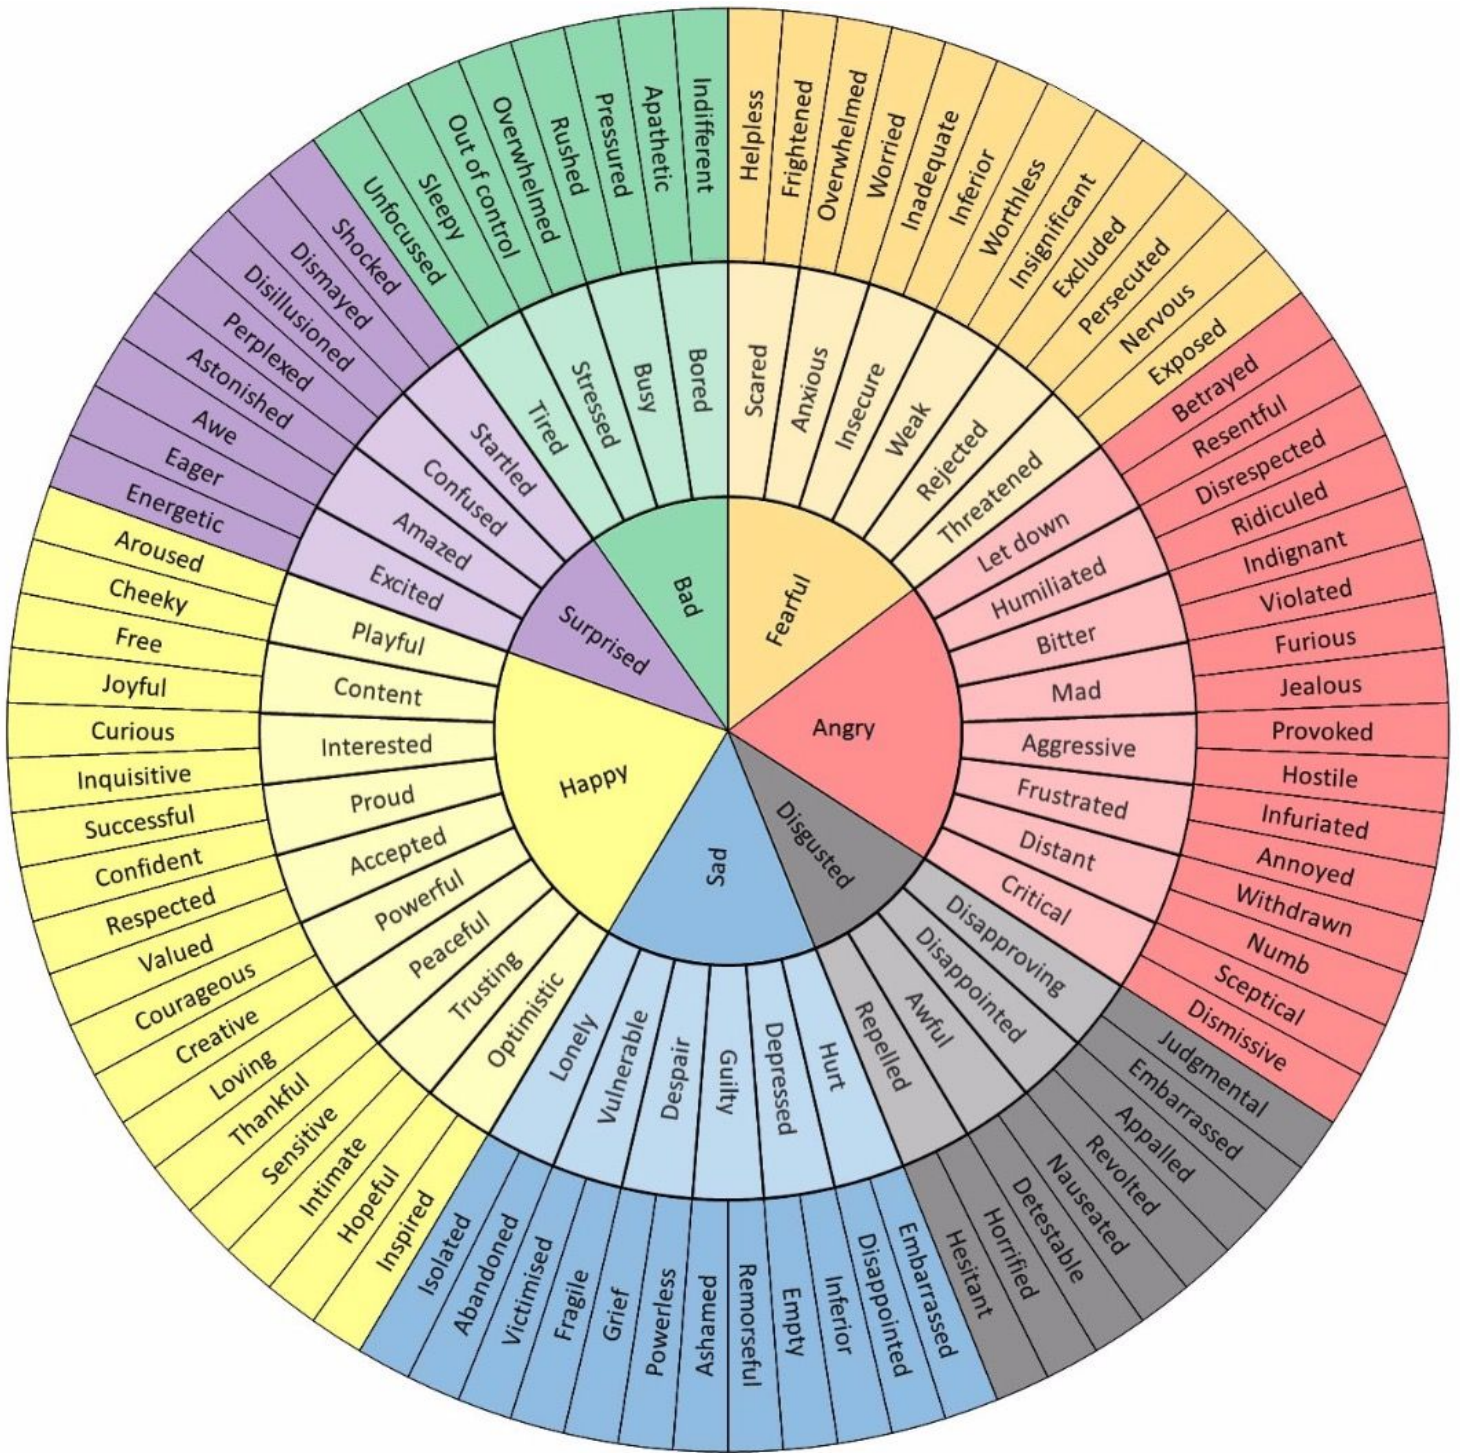 Fearful
Angry
Disgusted
Sad
Happy
Surprised
Bad
Scared
Anxious
Insecure
Weak
Rejected
Threatened
Let down
Humiliated
Bitter
Mad
Aggressive
Frustrated
Distant
Critical
Disapproving
Disappointed
Awful
Repelled
Hurt
Depressed
Guilty
Despair
Vulnerable
Lonely
Optimistic
Trusting
Peaceful
Powerful
Accepted
Proud
Interested
Content
Playful
Excited
Amazed
Confused
Startled
Tired
Stressed
Busy
Bored
Helpless
Frightened
Overwhelmed
Worried
Inadequate
Inferior
Worthless
Insignificant
Excluded
Persecuted
Nervous
Exposed
Betrayed
Resentful
Disrespected
Ridiculed
Indignant
Violated
Furious
Jealous
Provoked
Hostile
Infuriated
Annoyed
Withdrawn
Numb
Sceptical
Dismissive
Judgmental
Embarrassed
Appalled
Revolted
Nauseated
Detestable
Horrified
Hesitant
Embarrassed
Disappointed
Inferior
Empty
Remorseful
Ashamed
Powerless
Grief
Fragile
Victimised
Abandoned
Isolated
Inspired
Hopeful
Intimate
Sensitive
Thankful
Loving
Creative
Courageous
Valued
Respected
Confident
Successful
Inquisitive
Curious
Joyful
Free
Cheeky
Aroused
Energetic
Eager
Awe
Astonished
Perplexed
Disillusioned
Dismayed
Shocked
Unfocussed
Sleepy
Out of control
Overwhelmed
Rushed
Pressured
Apathetic
Indifferent